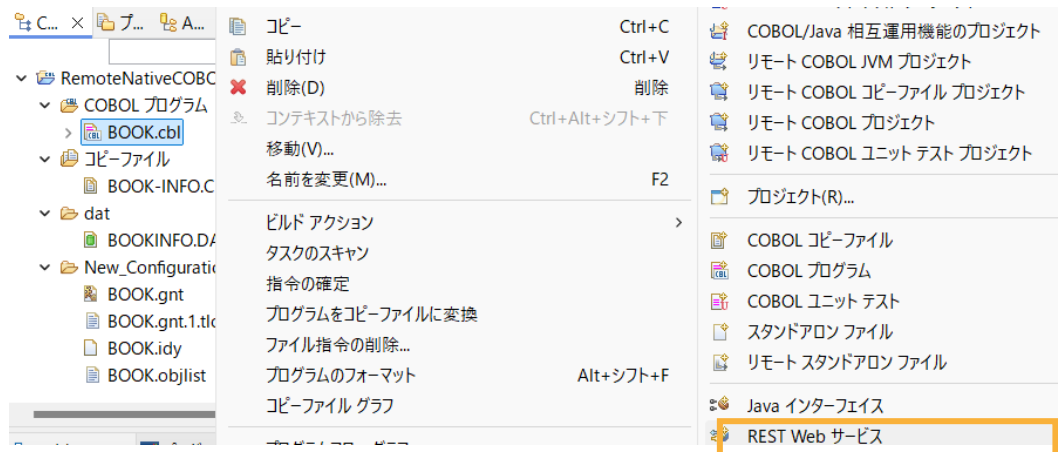 C...
プ...
A...
RemoteNativeCOBO
COBOL プログラム
BOOK.cbl
コピーファイル
BOOK-INFO.C
dat
BOOKINFO.DA
New_Configuratio
BOOK.gnt
BOOK.gnt.1.tlo
BOOK.idy
BOOK.objlist
コピー Ctrl+C
貼り付け Ctrl+V
削除(D) 削除
コンテキストから除去 Ctrl+Alt+シフト+下
移動(V)...
名前を変更(M)... F2
ビルド アクション
タスクのスキャン
指令の確定
プログラムをコピーファイルに変換
ファイル指令の削除...
プログラムのフォーマット Alt+シフト+F
コピーファイル グラフ
COBOL/Java 相互運用機能のプロジェクト
リモート COBOL JVM プロジェクト
リモート COBOL コピーファイル プロジェクト
リモート COBOL プロジェクト
リモート COBOL ユニット テスト プロジェクト
プロジェクト(R)...
COBOL コピーファイル
COBOL プログラム
COBOL ユニット テスト
スタンドアロン ファイル
リモート スタンドアロン ファイル
Java インターフェイス
REST Web サービス